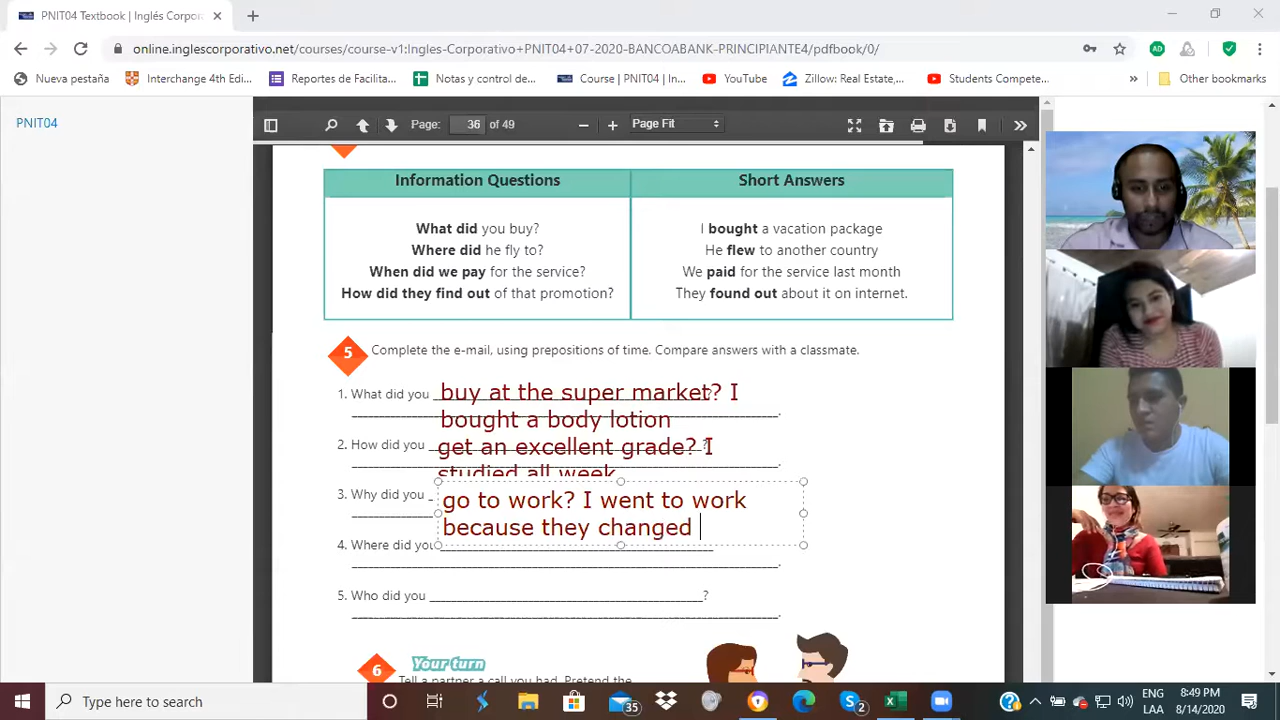 PNIT04 Textbook | Inglés Corpor
online.inglescorporativo.net/courses/course-v1:Ingles-Corporativo+PNIT04+07-2020-BANCOABANK-PRINCIPIANTE4/pdfbook/0/
Nueva pestaña
Interchange 4th Edi...
Reportes de Facilita...
Notas y control de...
Course | PNIT04 | In...
YouTube
Zillow: Real Estate,...
Students Compete...
Other bookmarks
PNIT04
Page: 36 of 49
Page Fit
Information Questions
Short Answers
What did you buy?
I bought a vacation package
Where did he fly to?
He flew to another country
When did we pay for the service?
We paid for the service last month
How did they find out of that promotion?
They found out about it on internet.
5 Complete the e-mail, using prepositions of time. Compare answers with a classmate.
1. What did you buy at the super market? I
bought a body lotion
2. How did you get an excellent grade? I
studied all week
3. Why did you go to work? I went to work
because they changed
4. Where did you
5. Who did you ?
6 Your turn
Tell a partner a call you had. Pretend the
Type here to search
35
2
ENG
LAA
8:49 PM
8/14/2020